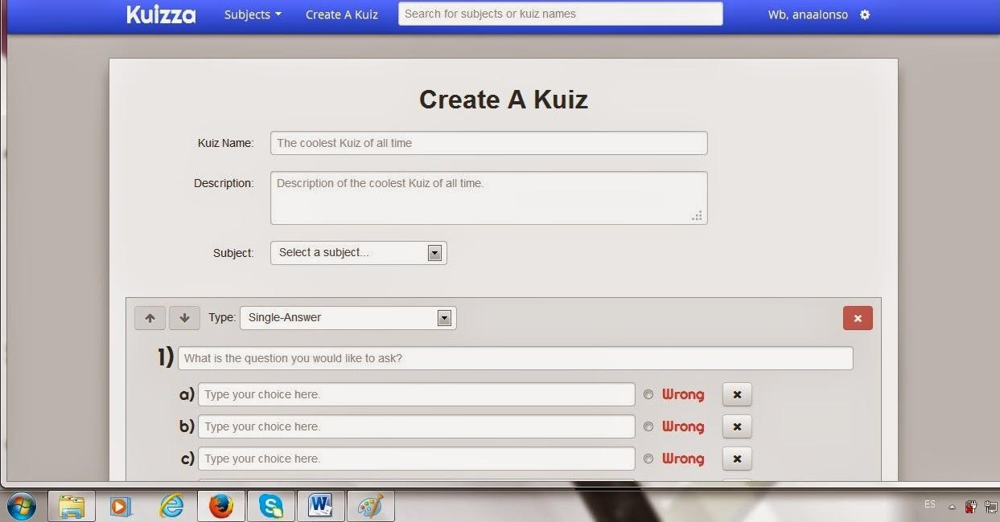 Kuizza Subjects Create A Kuiz Search for subjects or kuiz names Wb, anaalonso
Create A Kuiz
Kuiz Name: The coolest Kuiz of all time
Description: Description of the coolest Kuiz of all time.
Subject: Select a subject...
Type: Single-Answer
1) What is the question you would like to ask?
a) Type your choice here. Wrong
b) Type your choice here. Wrong
c) Type your choice here. Wrong
ES